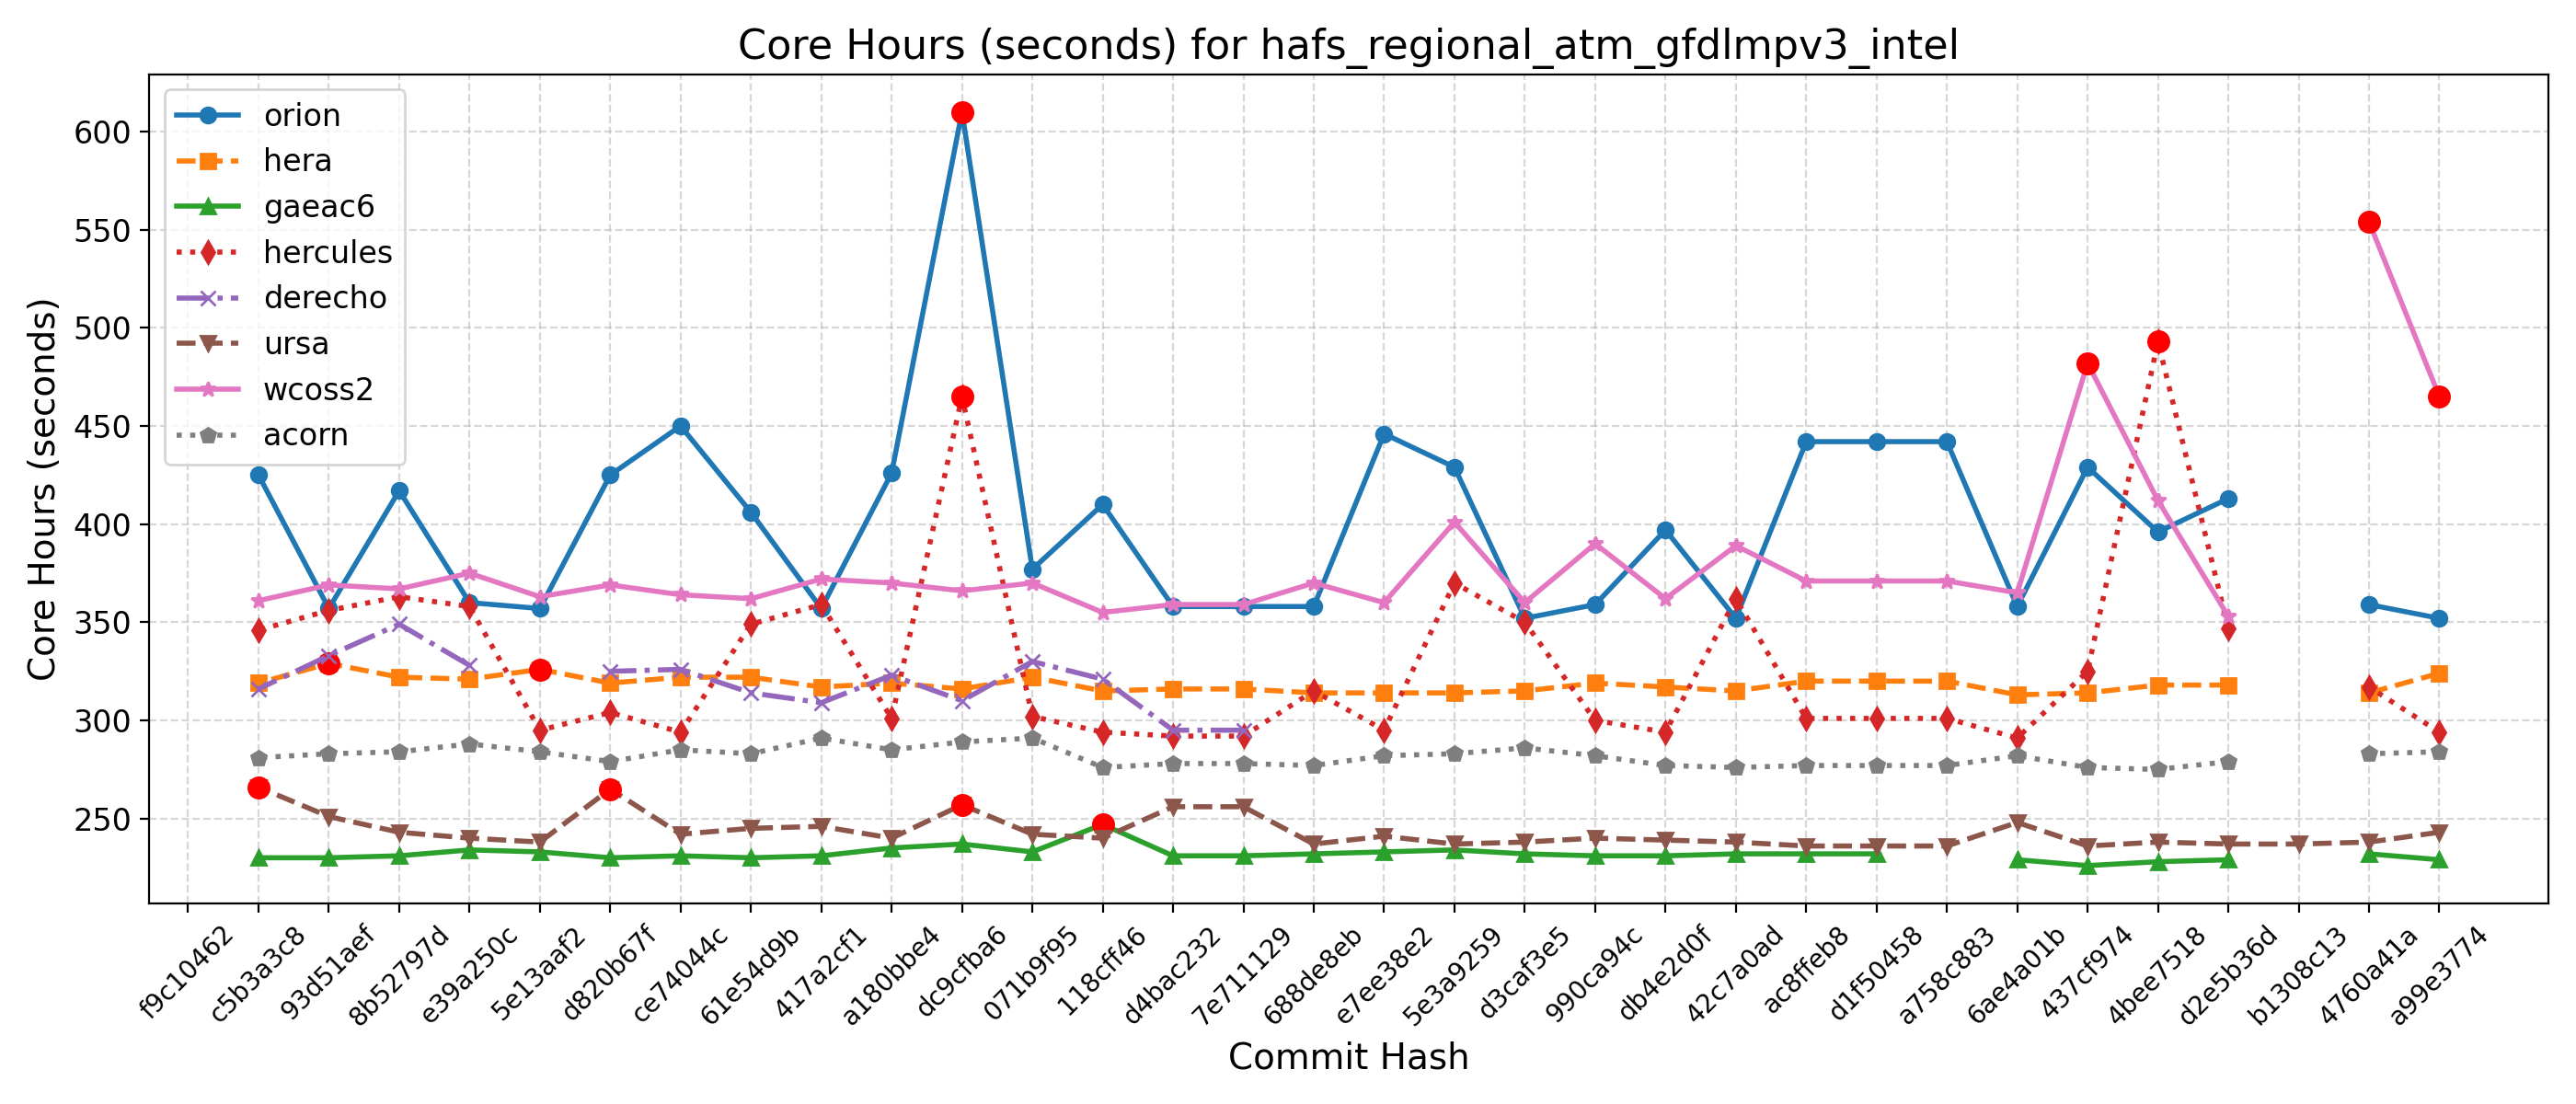 Core Hours (seconds) for hafs_regional_atm_gfdlmpv3_intel
orion
hera
gaeac6
hercules
derecho
ursa
wcoss2
acorn
Core Hours (seconds)
600
550
500
450
400
350
300
250
f9c10462
c5b3a3c8
93d51aef
8b52797d
e39a250c
5e13aaf2
d820b67f
ce74044c
61e54d9b
417a2cf1
a180bbe4
dc9cfba6
071b9f95
118cff46
d4bac232
7e711129
688de8eb
e7ee38e2
5e3a9259
d3caf3e5
990ca94c
db4e2d0f
42c7a0ad
ac8ffeb8
d1f50458
a758c883
6ae4a01b
437cf974
4bee7518
d2e5b36d
b1308c13
4760a41a
a99e3774
Commit Hash